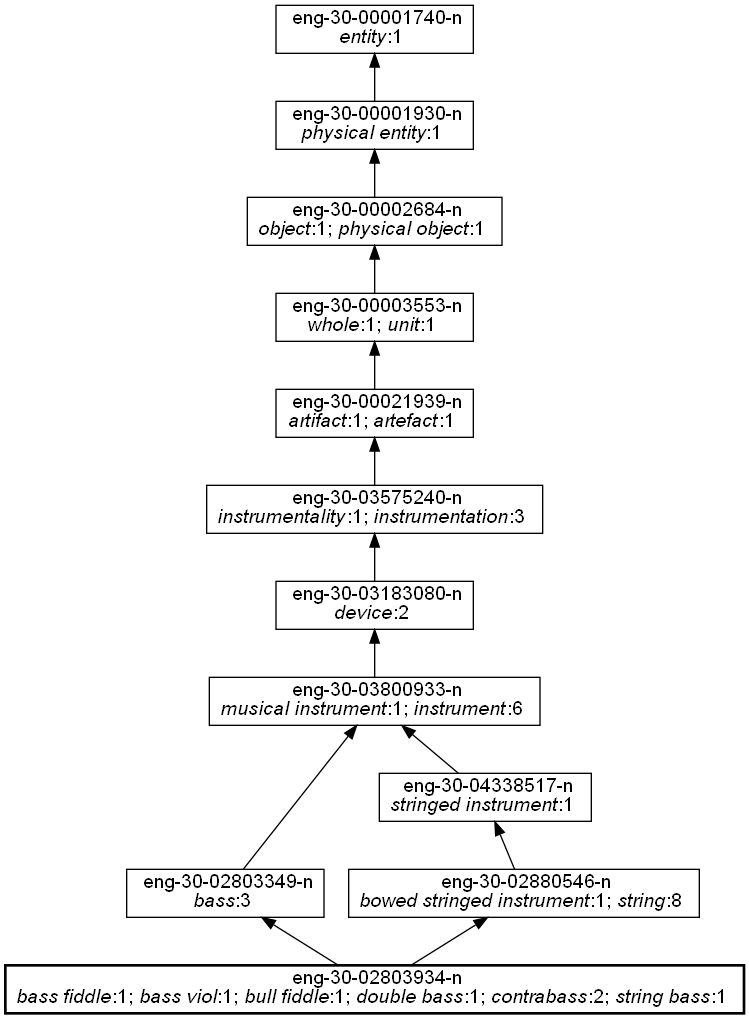 eng-30-00001740-n
entity:1
eng-30-00001930-n
physical entity:1
eng-30-00002684-n
object:1; physical object:1
eng-30-00003553-n
whole:1; unit:1
eng-30-00021939-n
artifact:1; artefact:1
eng-30-03575240-n
instrumentality:1; instrumentation:3
eng-30-03183080-n
device:2
eng-30-03800933-n
musical instrument:1; instrument:6
eng-30-04338517-n
stringed instrument:1
eng-30-02803349-n
bass:3
eng-30-02880546-n
bowed stringed instrument:1; string:8
eng-30-02803934-n
bass fiddle:1; bass viol:1; bull fiddle:1; double bass:1; contrabass:2; string bass:1